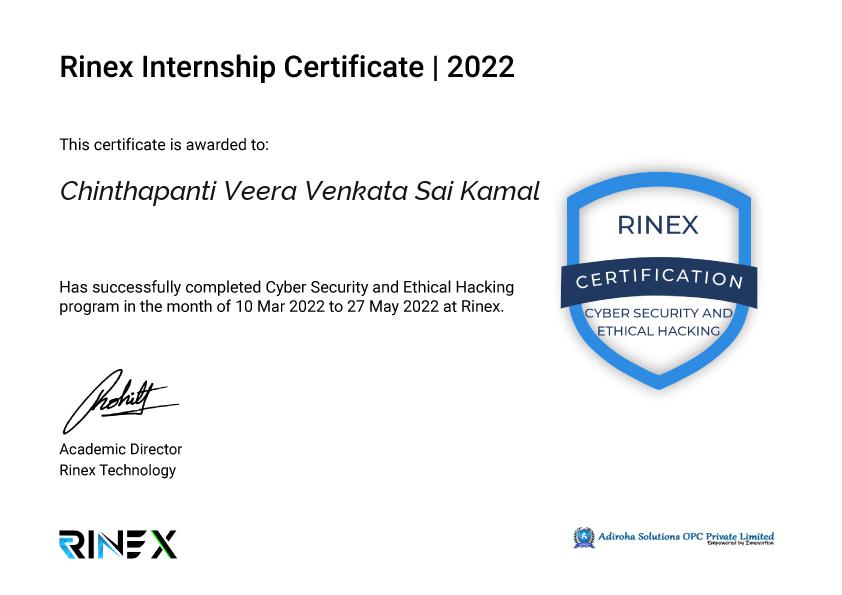 Rinex Internship Certificate | 2022
This certificate is awarded to:
Chinthapanti Veera Venkata Sai Kamal
RINEX
CERTIFICATION
CYBER SECURITY AND
ETHICAL HACKING
Has successfully completed Cyber Security and Ethical Hacking
program in the month of 10 Mar 2022 to 27 May 2022 at Rinex.
Academic Director
Rinex Technology
RINEX
Adiroha Solutions OPC Private Limited
Empowered by Innovation